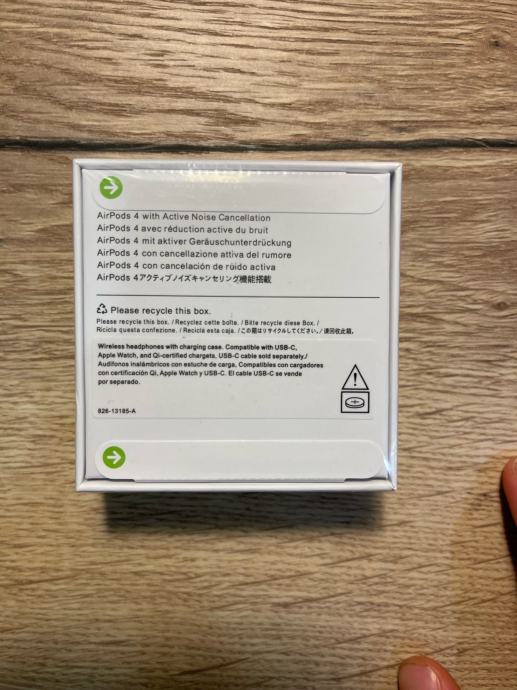 AirPods 4 with Active Noise Cancellation
AirPods 4 avec réduction active du bruit
AirPods 4 mit aktiver Geräuschunterdrückung
AirPods 4 con cancellazione attiva del rumore
AirPods 4 con cancelación de rüido activa
AirPods 4アクティブノイズキャンセリング機能搭載
Please recycle this box.
Please recycle this box. / Recyclez cette boîte. / Bitte recycle diese Box. /
Ricicla questa confezione. / Reciclá esta caja. / この箱はリサイクルしてください。/请回收此箱。
Wireless headphones with charging case. Compatible with USB-C,
Apple Watch, and Qi-certified chargets, USB-C cable sold separately./
Audífonos inalámbricos con estuche de carga. Compatibles con cargadores
con certificación Qi, Apple Watch y USB-C. El cable USB-C se vende
por separado.
826-13185-A